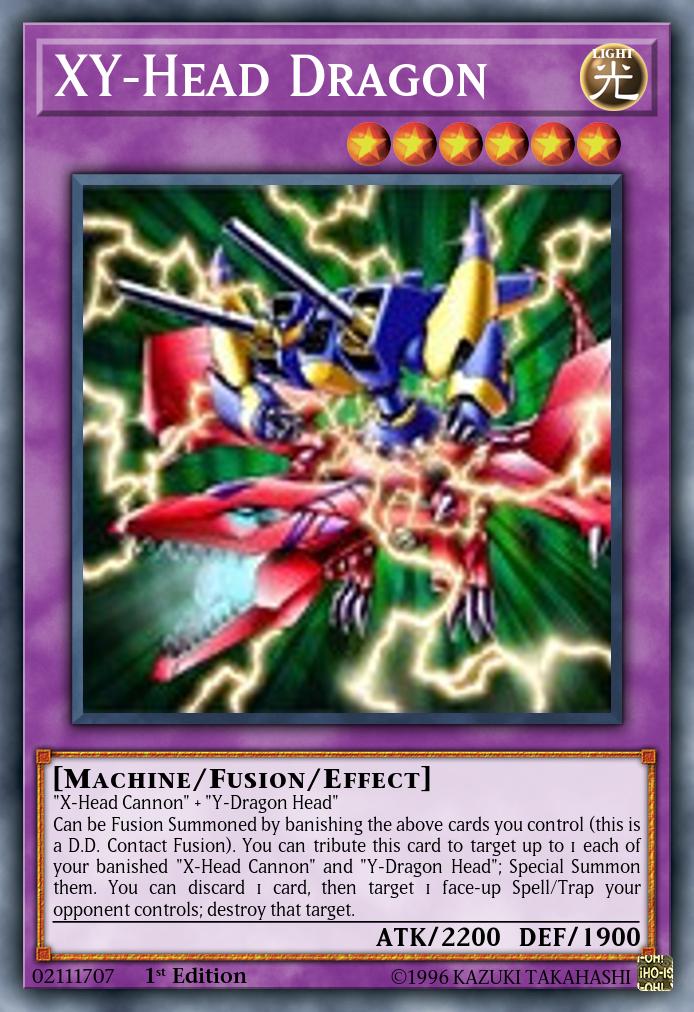 XY-Head Dragon
LIGHT
光
[Machine/Fusion/Effect]
"X-Head Cannon" + "Y-Dragon Head"
Can be Fusion Summoned by banishing the above cards you control (this is
a D.D. Contact Fusion). You can tribute this card to target up to 1 each of
your banished "X-Head Cannon" and "Y-Dragon Head"; Special Summon
them. You can discard 1 card, then target 1 face-up Spell/Trap your
opponent controls; destroy that target.
ATK/2200 DEF/1900
02111707 1st Edition ©1996 KAZUKI TAKAHASHI